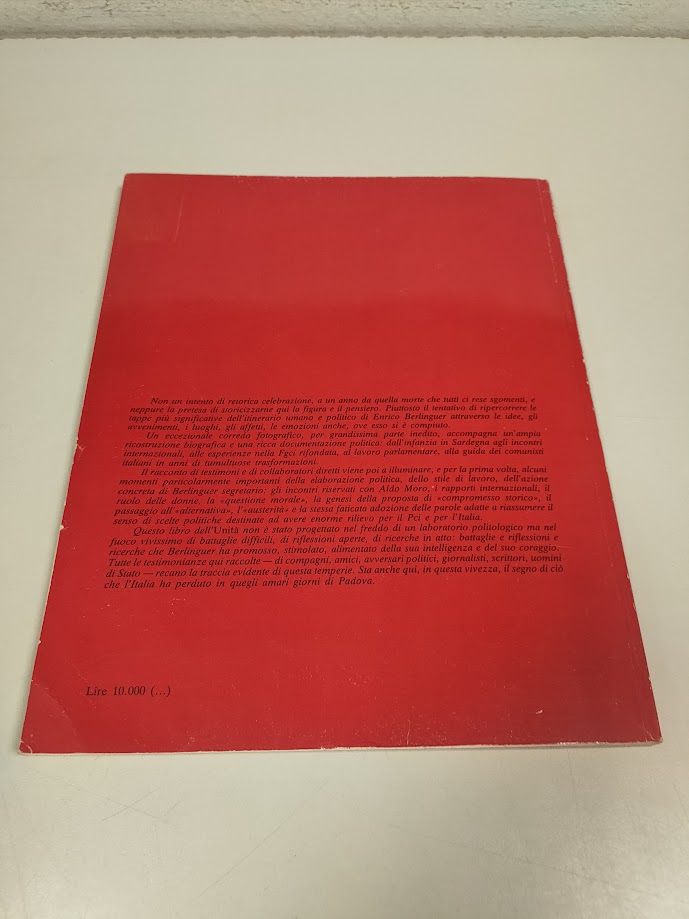 Non un intento di retorica celebrazione, a un anno da quella morte che tutti ci rese sgomenti, e
neppure la pretesa di storicizzarne qui la figura e il pensiero. Piuttosto il tentativo di ripercorrere le
tappe più significative dell'itinerario umano e politico di Enrico Berlinguer attraverso le idee, gli
avvenimenti, i luoghi, gli affetti, le emozioni anche, ove esso si è compiuto.
Un eccezionale corredo fotografico, per grandissima parte inedito, accompagna un'ampia
ricostruzione biografica e una ricca documentazione politica: dall'infanzia in Sardegna agli incontri
internazionali, alle esperienze nella Fgci rifondata, al lavoro parlamentare, alla guida dei comunisti
italiani in anni di tumultuose trasformazioni.
Il racconto di testimoni e di collaboratori diretti viene poi a illuminare, e per la prima volta, alcuni
momenti particolarmente importanti della elaborazione politica, dello stile di lavoro, dell'azione
concreta di Berlinguer segretario: gli incontri riservati con Aldo Moro, i rapporti internazionali, il
ruolo delle donne, la «questione morale», la genesi della proposta di «compromesso storico», il
passaggio all'«alternativa», l'«austerità» e la stessa faticata adozione delle parole adatte a riassumere il
senso di scelte politiche destinate ad avere enorme rilievo per il Pci e per l'Italia.
Questo libro dell'Unità non è stato progettato nel freddo di un laboratorio politologico ma nel
fuoco vivissimo di battaglie difficili, di riflessioni aperte, di ricerche in atto: battaglie e riflessioni e
ricerche che Berlinguer ha promosso, stimolato, alimentato della sua intelligenza e del suo coraggio.
Tutte le testimonianze qui raccolte — di compagni, amici, avversari politici, giornalisti, scrittori, uomini
di Stato — recano la traccia evidente di questa temperie. Sta anche qui, in questa vivezza, il segno di ciò
che l'Italia ha perduto in quegli amari giorni di Padova.
Lire 10.000 (...)